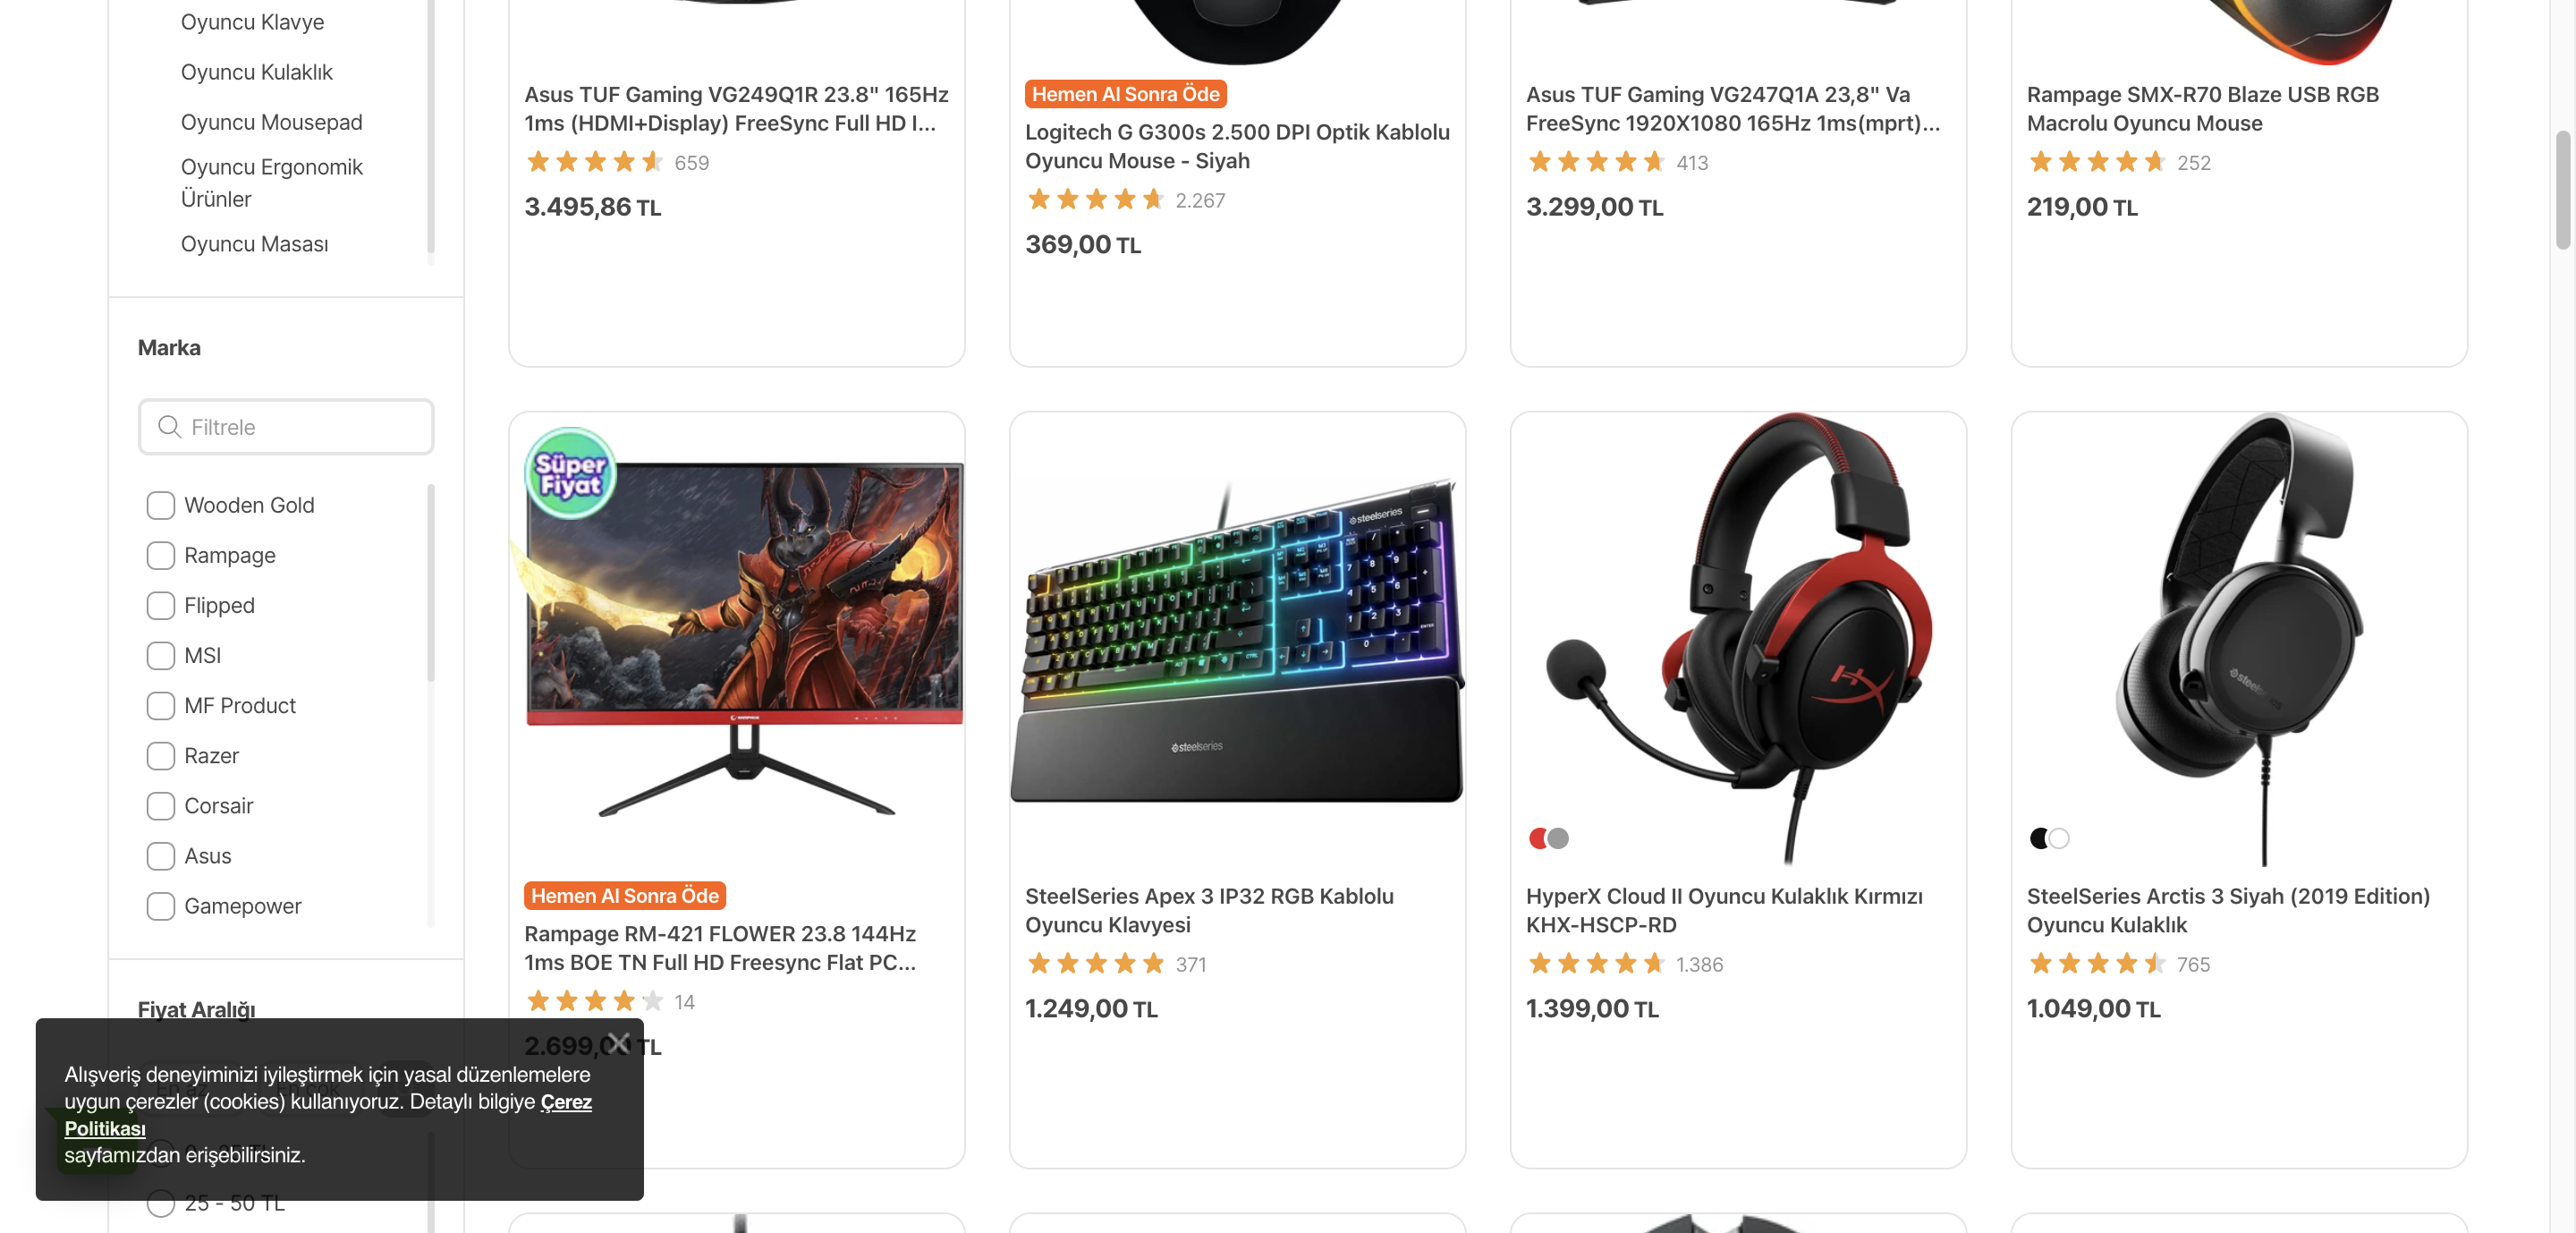 Oyuncu Klavye
Oyuncu Kulaklık
Oyuncu Mousepad
Oyuncu Ergonomik
Ürünler
Oyuncu Masası
Marka
Filtrele
Wooden Gold
Rampage
Flipped
MSI
MF Product
Razer
Corsair
Asus
Gamepower
Fiyat Aralığı
25 - 50 TL
Asus TUF Gaming VG249Q1R 23.8" 165Hz
1ms (HDMI+Display) FreeSync Full HD I...
659
3.495,86 TL
Hemen Al Sonra Öde
Logitech G G300s 2.500 DPI Optik Kablolu
Oyuncu Mouse - Siyah
2.267
369,00 TL
Asus TUF Gaming VG247Q1A 23,8" Va
FreeSync 1920X1080 165Hz 1ms(mprt)...
413
3.299,00 TL
Rampage SMX-R70 Blaze USB RGB
Macrolu Oyuncu Mouse
252
219,00 TL
Süper
Fiyat
RAMPAGE
Hemen Al Sonra Öde
Rampage RM-421 FLOWER 23.8 144Hz
1ms BOE TN Full HD Freesync Flat PC...
14
2.699,00 TL
steelseries
steelseries
SteelSeries Apex 3 IP32 RGB Kablolu
Oyuncu Klavyesi
371
1.249,00 TL
HX
HyperX Cloud II Oyuncu Kulaklık Kırmızı
KHX-HSCP-RD
1.386
1.399,00 TL
steelseries
SteelSeries Arctis 3 Siyah (2019 Edition)
Oyuncu Kulaklık
765
1.049,00 TL
Alışveriş deneyiminizi iyileştirmek için yasal düzenlemelere
uygun çerezler (cookies) kullanıyoruz. Detaylı bilgiye Çerez
Politikası
sayfamızdan erişebilirsiniz.